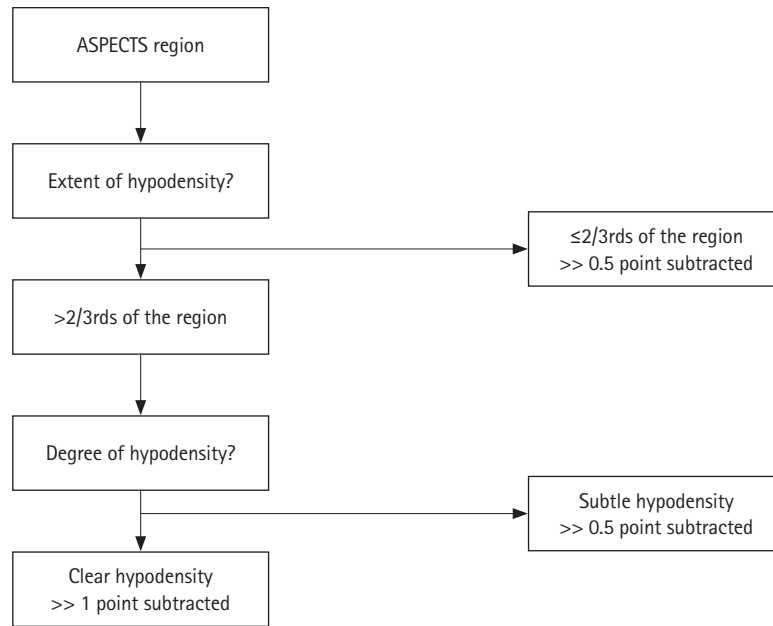 ASPECTS region
Extent of hypodensity?
≤2/3rds of the region
>> 0.5 point subtracted
>2/3rds of the region
Degree of hypodensity?
Subtle hypodensity
>> 0.5 point subtracted
Clear hypodensity
>> 1 point subtracted